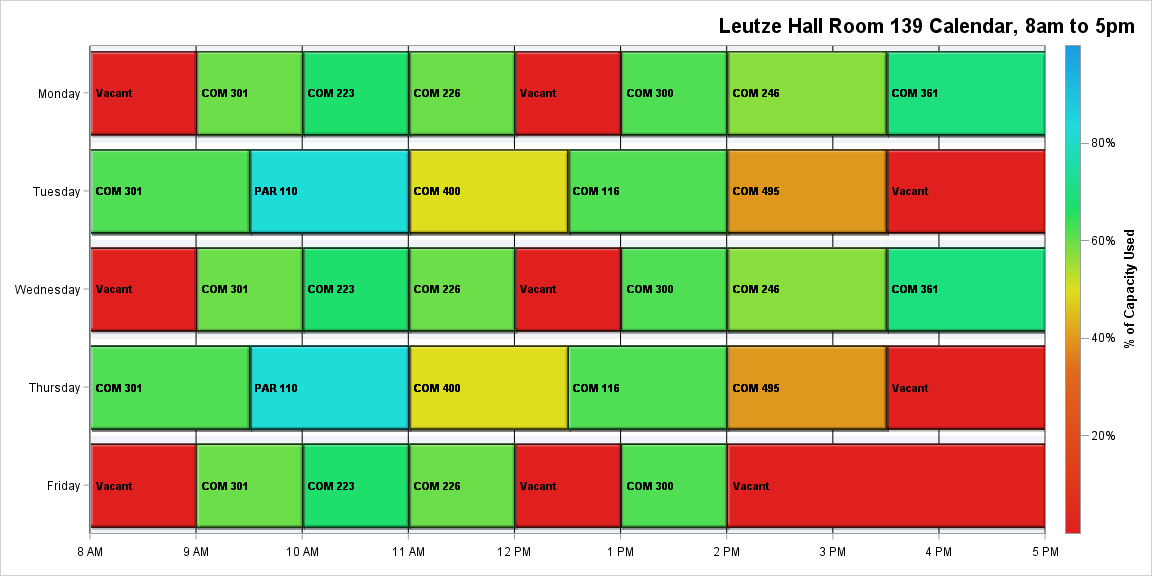 Leutze Hall Room 139 Calendar, 8am to 5pm
Monday
Vacant
COM 301
COM 223
COM 226
Vacant
COM 300
COM 246
COM 361
Tuesday
COM 301
PAR 110
COM 400
COM 116
COM 495
Vacant
Wednesday
Vacant
COM 301
COM 223
COM 226
Vacant
COM 300
COM 246
COM 361
Thursday
COM 301
PAR 110
COM 400
COM 116
COM 495
Vacant
Friday
Vacant
COM 301
COM 223
COM 226
Vacant
COM 300
Vacant
8 AM
9 AM
10 AM
11 AM
12 PM
1 PM
2 PM
3 PM
4 PM
5 PM
80%
60%
40%
20%
% of Capacity Used